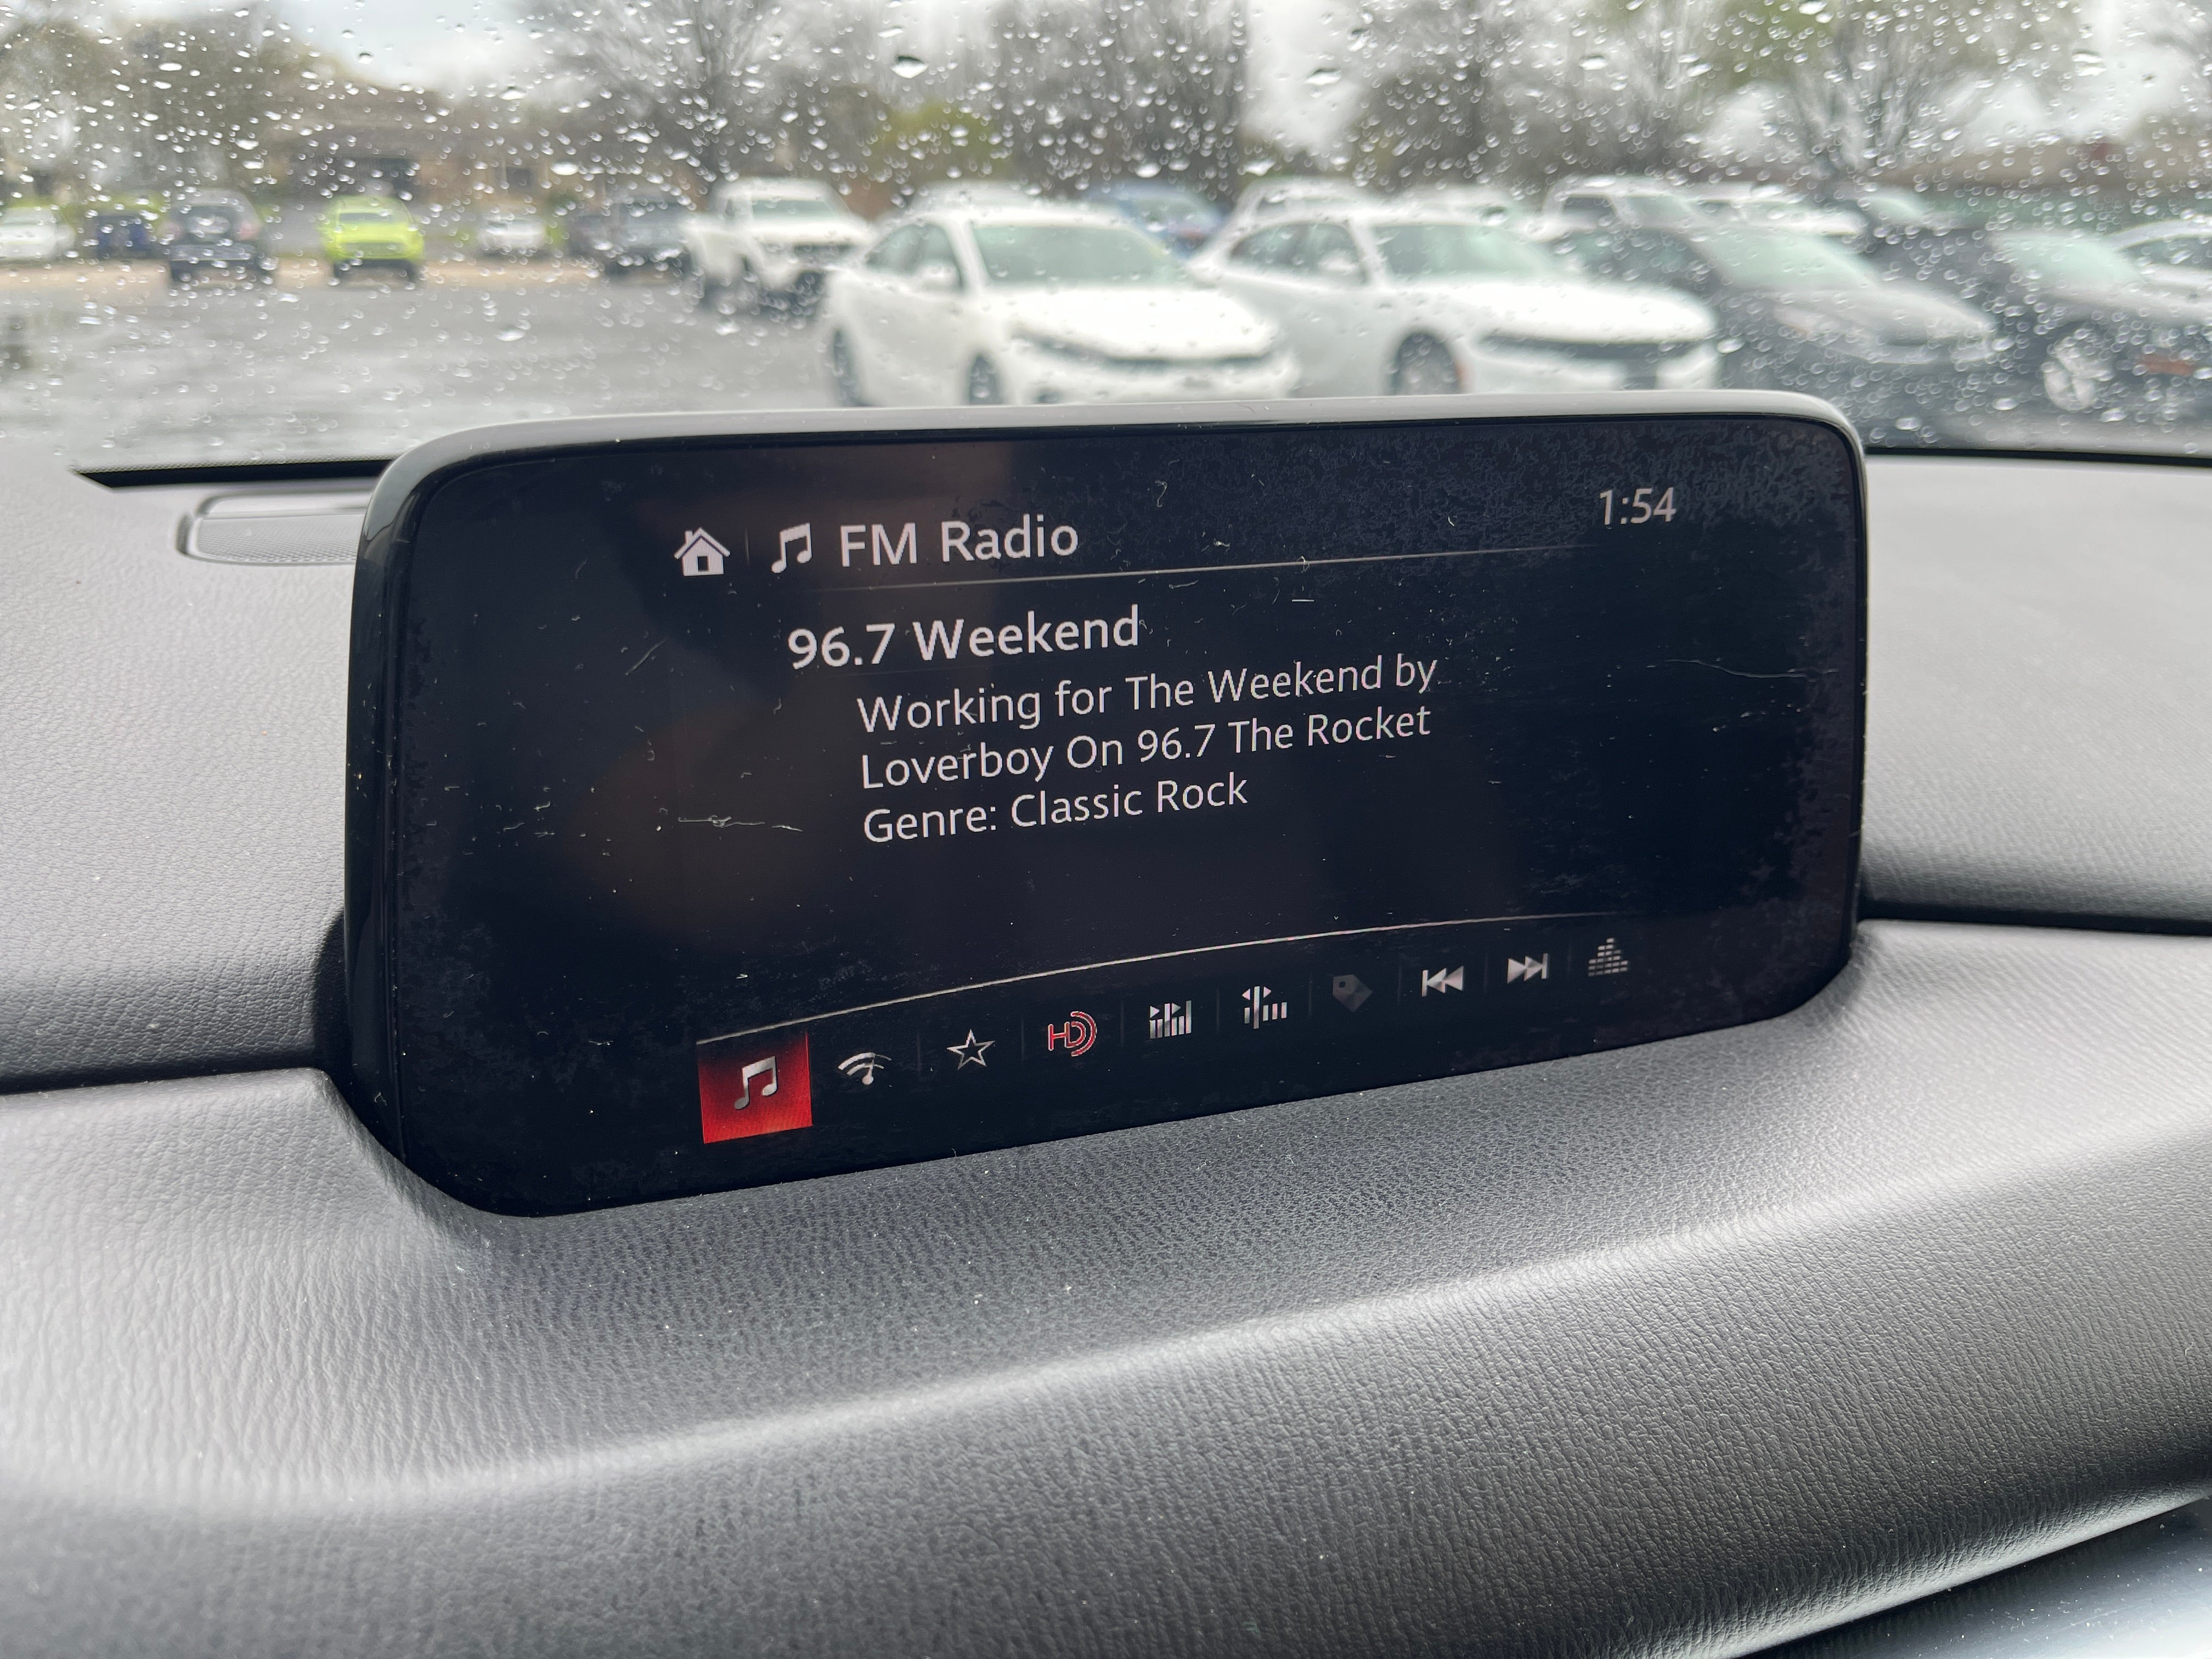 FM Radio
1:54
96.7 Weekend
Working for The Weekend by
Loverboy On 96.7 The Rocket
Genre: Classic Rock
HD